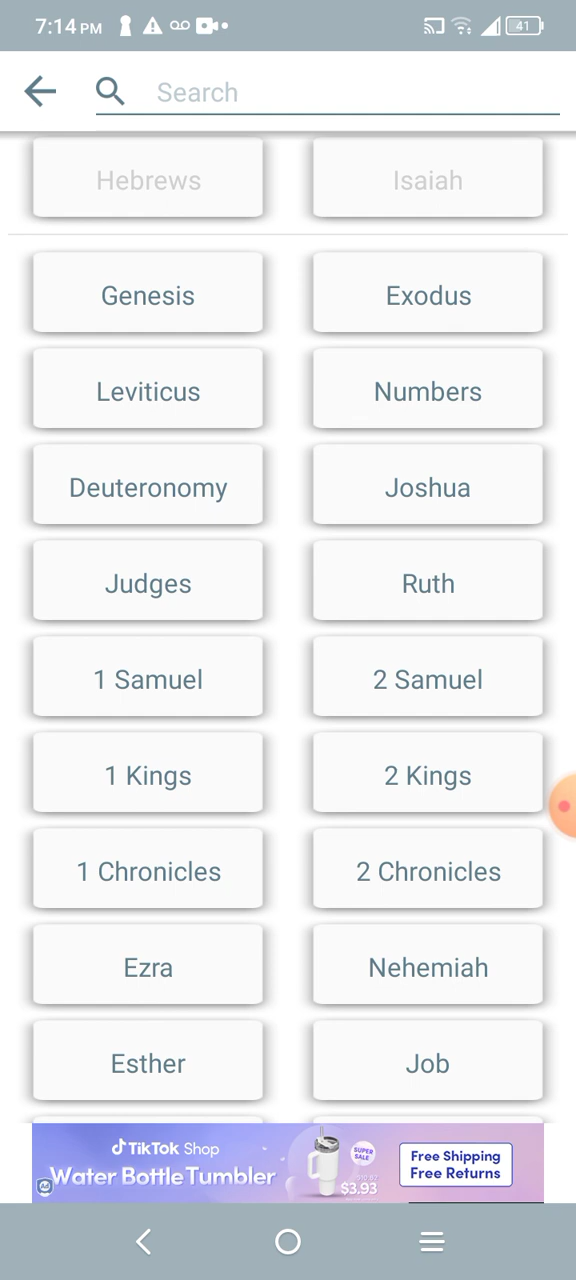 7:14 PM
41
Search
Hebrews
Isaiah
Genesis
Exodus
Leviticus
Numbers
Deuteronomy
Joshua
Judges
Ruth
1 Samuel
2 Samuel
1 Kings
2 Kings
1 Chronicles
2 Chronicles
Ezra
Nehemiah
Esther
Job
TikTok Shop
Water Bottle Tumbler
SUPER
SALE
$3.93
Free Shipping
Free Returns